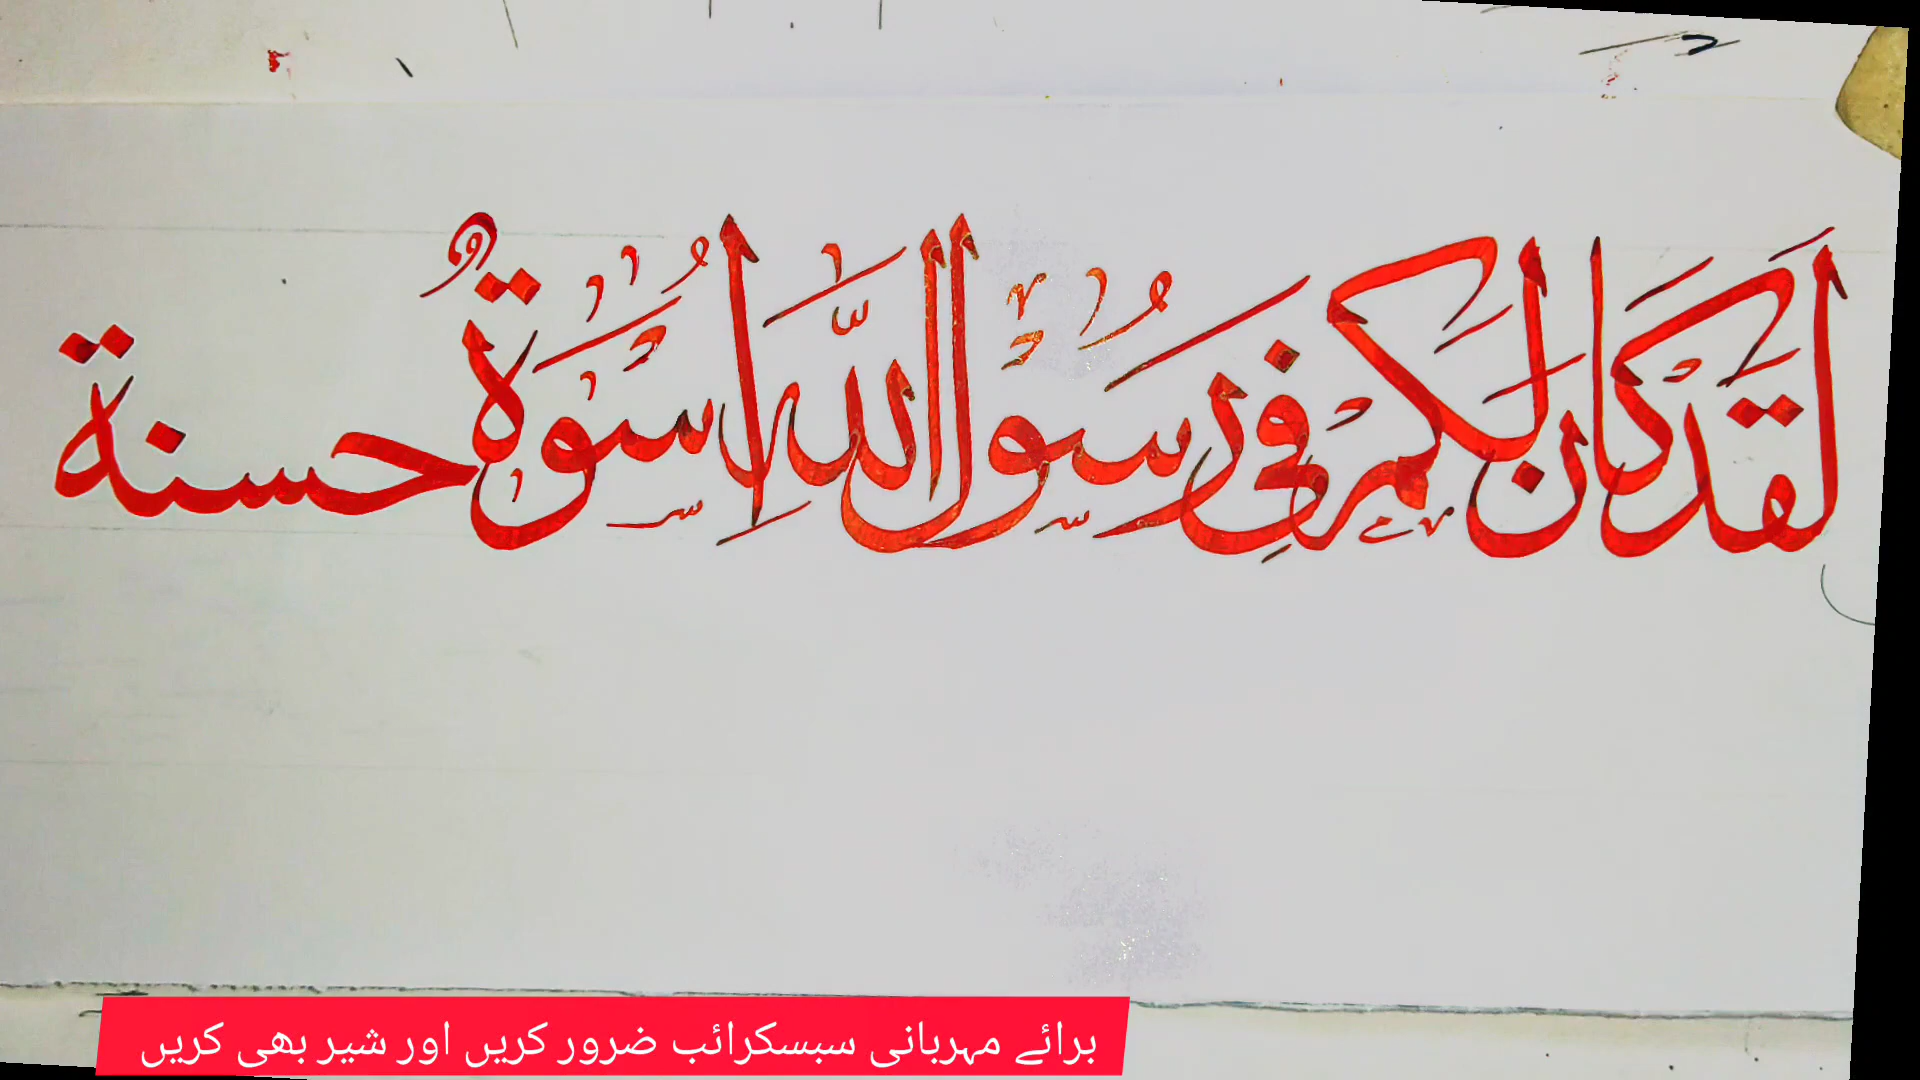 لقد كان لكم في رسول الله اسوة حسنة
برائے مہربانی سبسکرائب ضرور کریں اور شیر بھی کریں